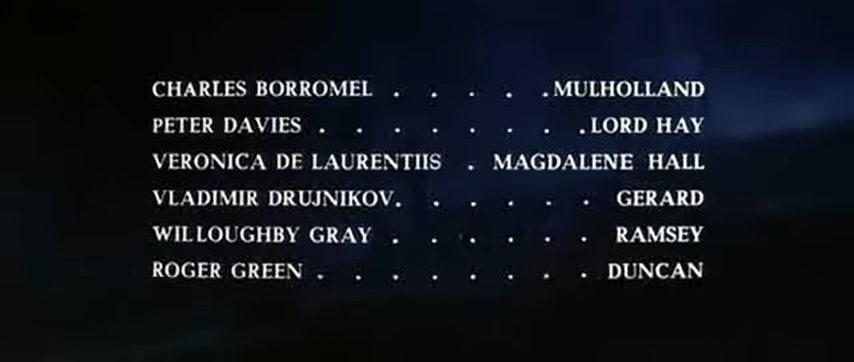 CHARLES BORROMEL . . . . . MULHOLLAND
PETER DAVIES . . . . . . . . LORD HAY
VERONICA DE LAURENTIIS . MAGDALENE HALL
VLADIMIR DRUJNIKOV. . . . . . GERARD
WILLOUGHBY GRAY . . . . . . RAMSEY
ROGER GREEN . . . . . . . . DUNCAN